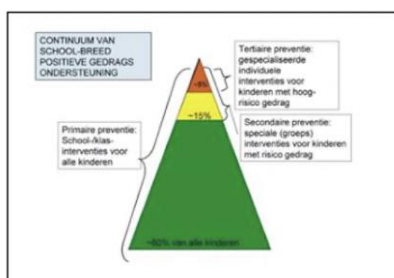 CONTINUUM VAN
SCHOOL-BREED
POSITIEVE GEDRAGS
ONDERSTEUNING
Tertiaire preventie:
gespecialiseerde
individuele
interventies voor
kinderen met hoog-
risico gedrag
~15%
Primaire preventie:
School-/klas-
interventies voor
alle kinderen
Secondaire preventie:
speciale (groeps)
interventies voor kinderen
met risico gedrag
~80% van alle kinderen